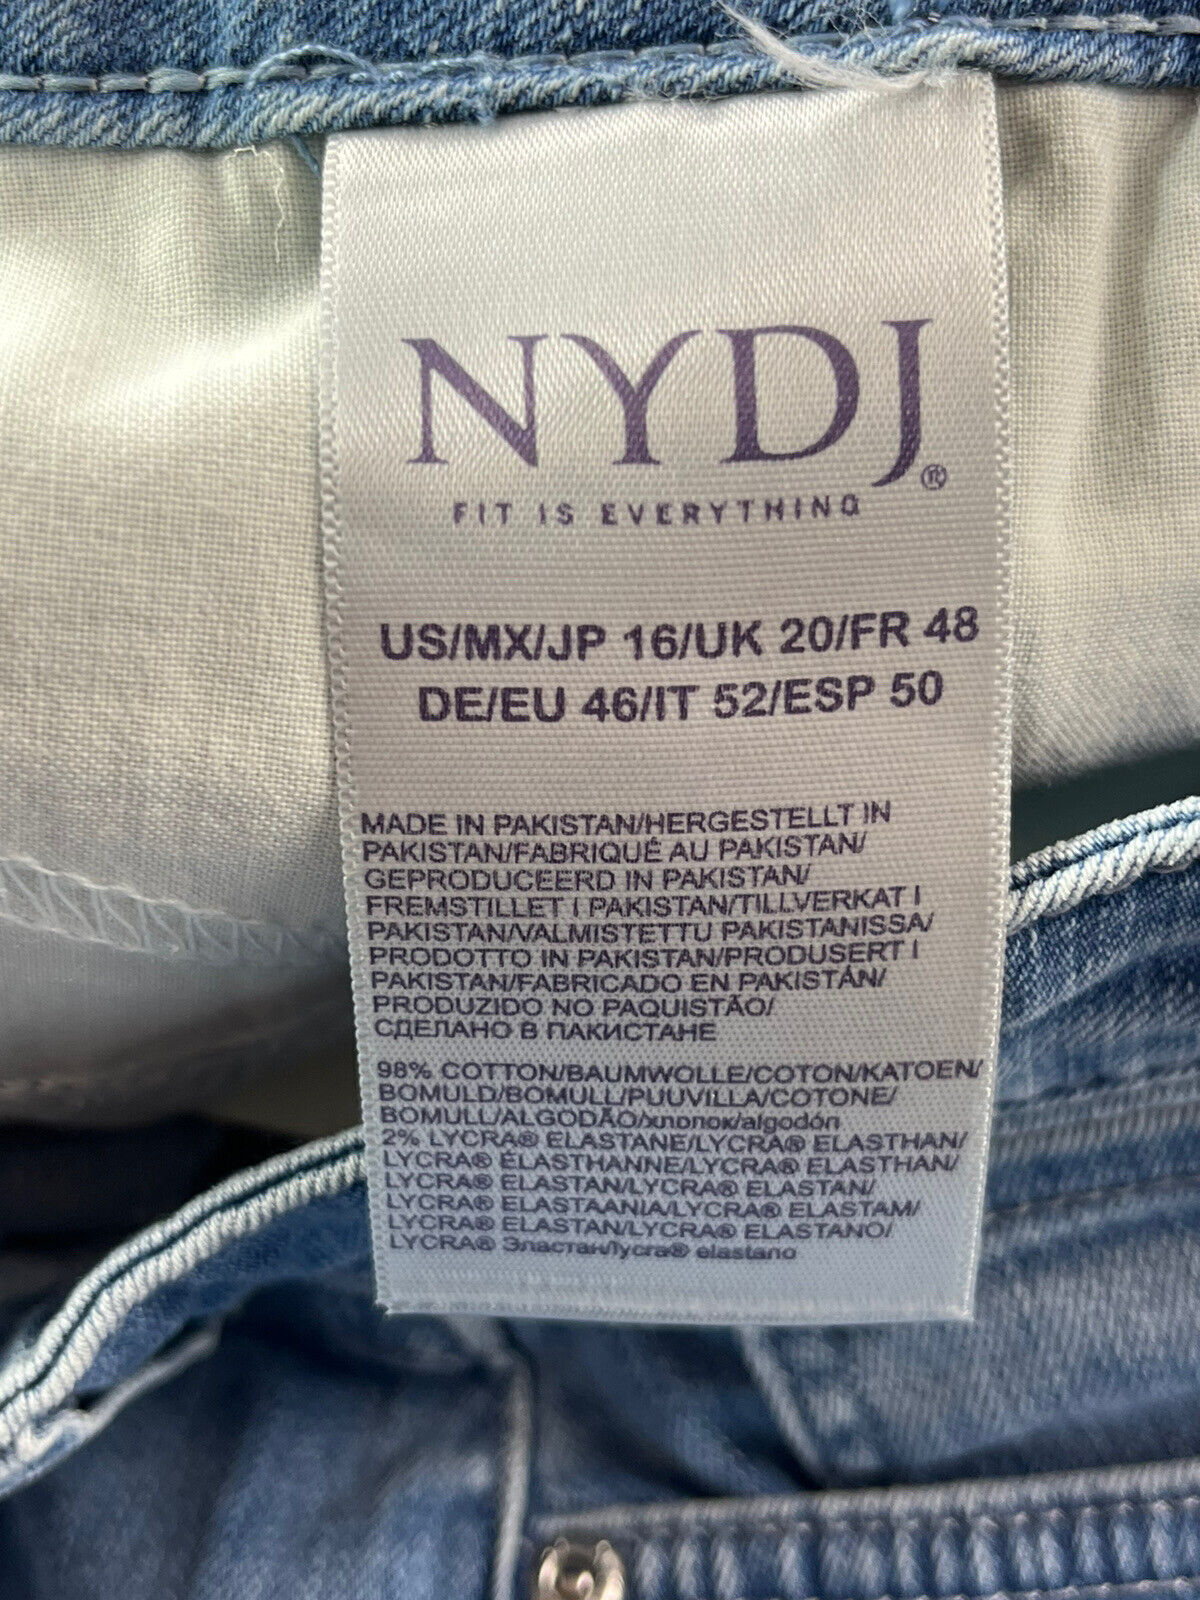 NYDJ®
FIT IS EVERYTHING
US/MX/JP 16/UK 20/FR 48
DE/EU 46/IT 52/ESP 50
MADE IN PAKISTAN/HERGESTELLT IN
PAKISTAN/FABRIQUÉ AU PAKISTAN/
GEPRODUCEERD IN PAKISTAN/
FREMSTILLET I PAKISTAN/TILLVERKAT I
PAKISTAN/VALMISTETTU PAKISTANISSA/
PRODOTTO IN PAKISTAN/PRODUSERT I
PAKISTAN/FABRICADO EN PAKISTÁN/
PRODUZIDO NO PAQUISTÃO/
СДЕЛАНО В ПАКИСТАНЕ
98% COTTON/BAUMWOLLE/COTON/KATOEN/
BOMULD/BOMULL/PUUVILLA/COTONE/
BOMULL/ALGODÃO/хлопок/algodón
2% LYCRA® ELASTANE/LYCRA® ELASTHAN/
LYCRA® ÉLASTHANNE/LYCRA® ELASTHAN/
LYCRA® ELASTAN/LYCRA® ELASTAN/
LYCRA® ELASTAANIA/LYCRA® ELASTAM/
LYCRA® ELASTAN/LYCRA® ELASTANO/
LYCRA® Эластан/lycra® elastano